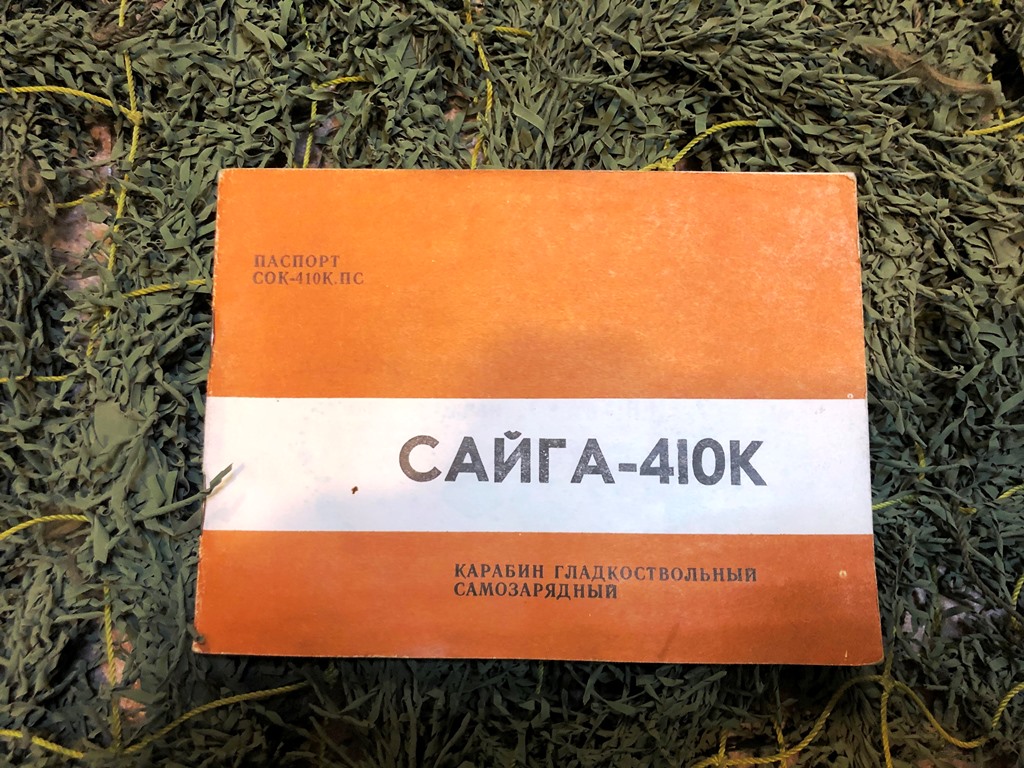 ПАСПОРТ
СОК-410К.ПС
САЙГА-410К
КАРАБИН ГЛАДКОСТВОЛЬНЫЙ
САМОЗАРЯДНЫЙ